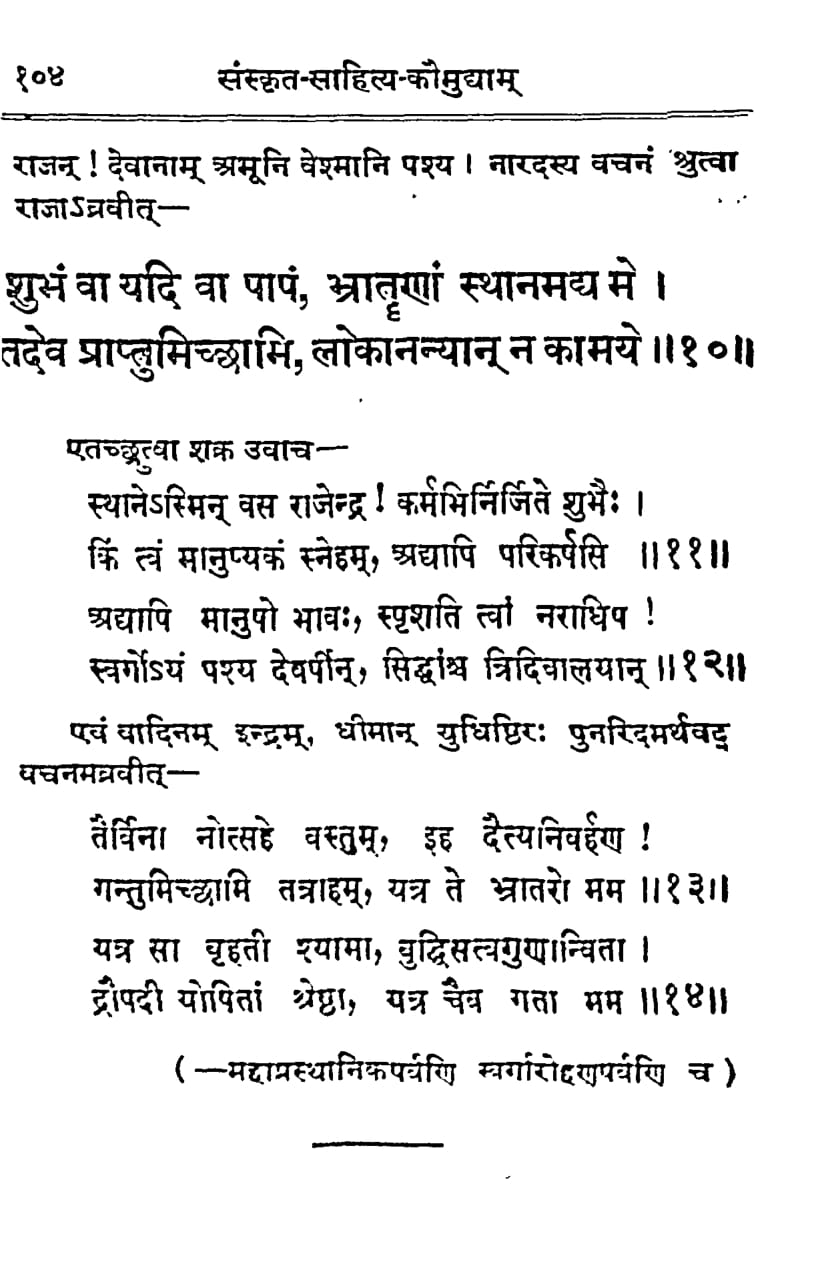 १०४ संस्कृत-साहित्य-कौमुद्याम्
राजन् ! देवानाम् अमूनि वेश्मानि पश्य । नारदस्य वचनं श्रुत्वा
राजाऽब्रवीत्—
शुभं वा यदि वा पापं, भ्रातॄणां स्थानमद्य मे ।
तदेव प्राप्तुमिच्छामि, लोकानन्यान् न कामये ॥१०॥
एतच्छ्रुत्वा शक्र उवाच—
स्थानेऽस्मिन् वस राजेन्द्र ! कर्मभिर्निर्जिते शुभैः ।
किं त्वं मानुष्यकं स्नेहम्, अद्यापि परिकर्षसि ॥११॥
अद्यापि मानुषो भावः, स्पृशति त्वां नराधिप !
स्वर्गोऽयं पश्य देवर्षीन्, सिद्धांश्च त्रिदिवालयान् ॥१२॥
एवं वादिनम् इन्द्रम्, धीमान् युधिष्ठिरः पुनरिदमर्थवद्
वचनमब्रवीत्—
तैर्विना नोत्सहे वस्तुम्, इह दैत्यनिबर्हण !
गन्तुमिच्छामि तत्राहम्, यत्र ते भ्रातरो मम ॥१३॥
यत्र सा बृहती श्यामा, बुद्धिसत्वगुणान्विता ।
द्रौपदी योषितां श्रेष्ठा, यत्र चैव गता मम ॥१४॥
(—महाप्रस्थानिकपर्वणि स्वर्गारोहणपर्वणि च )